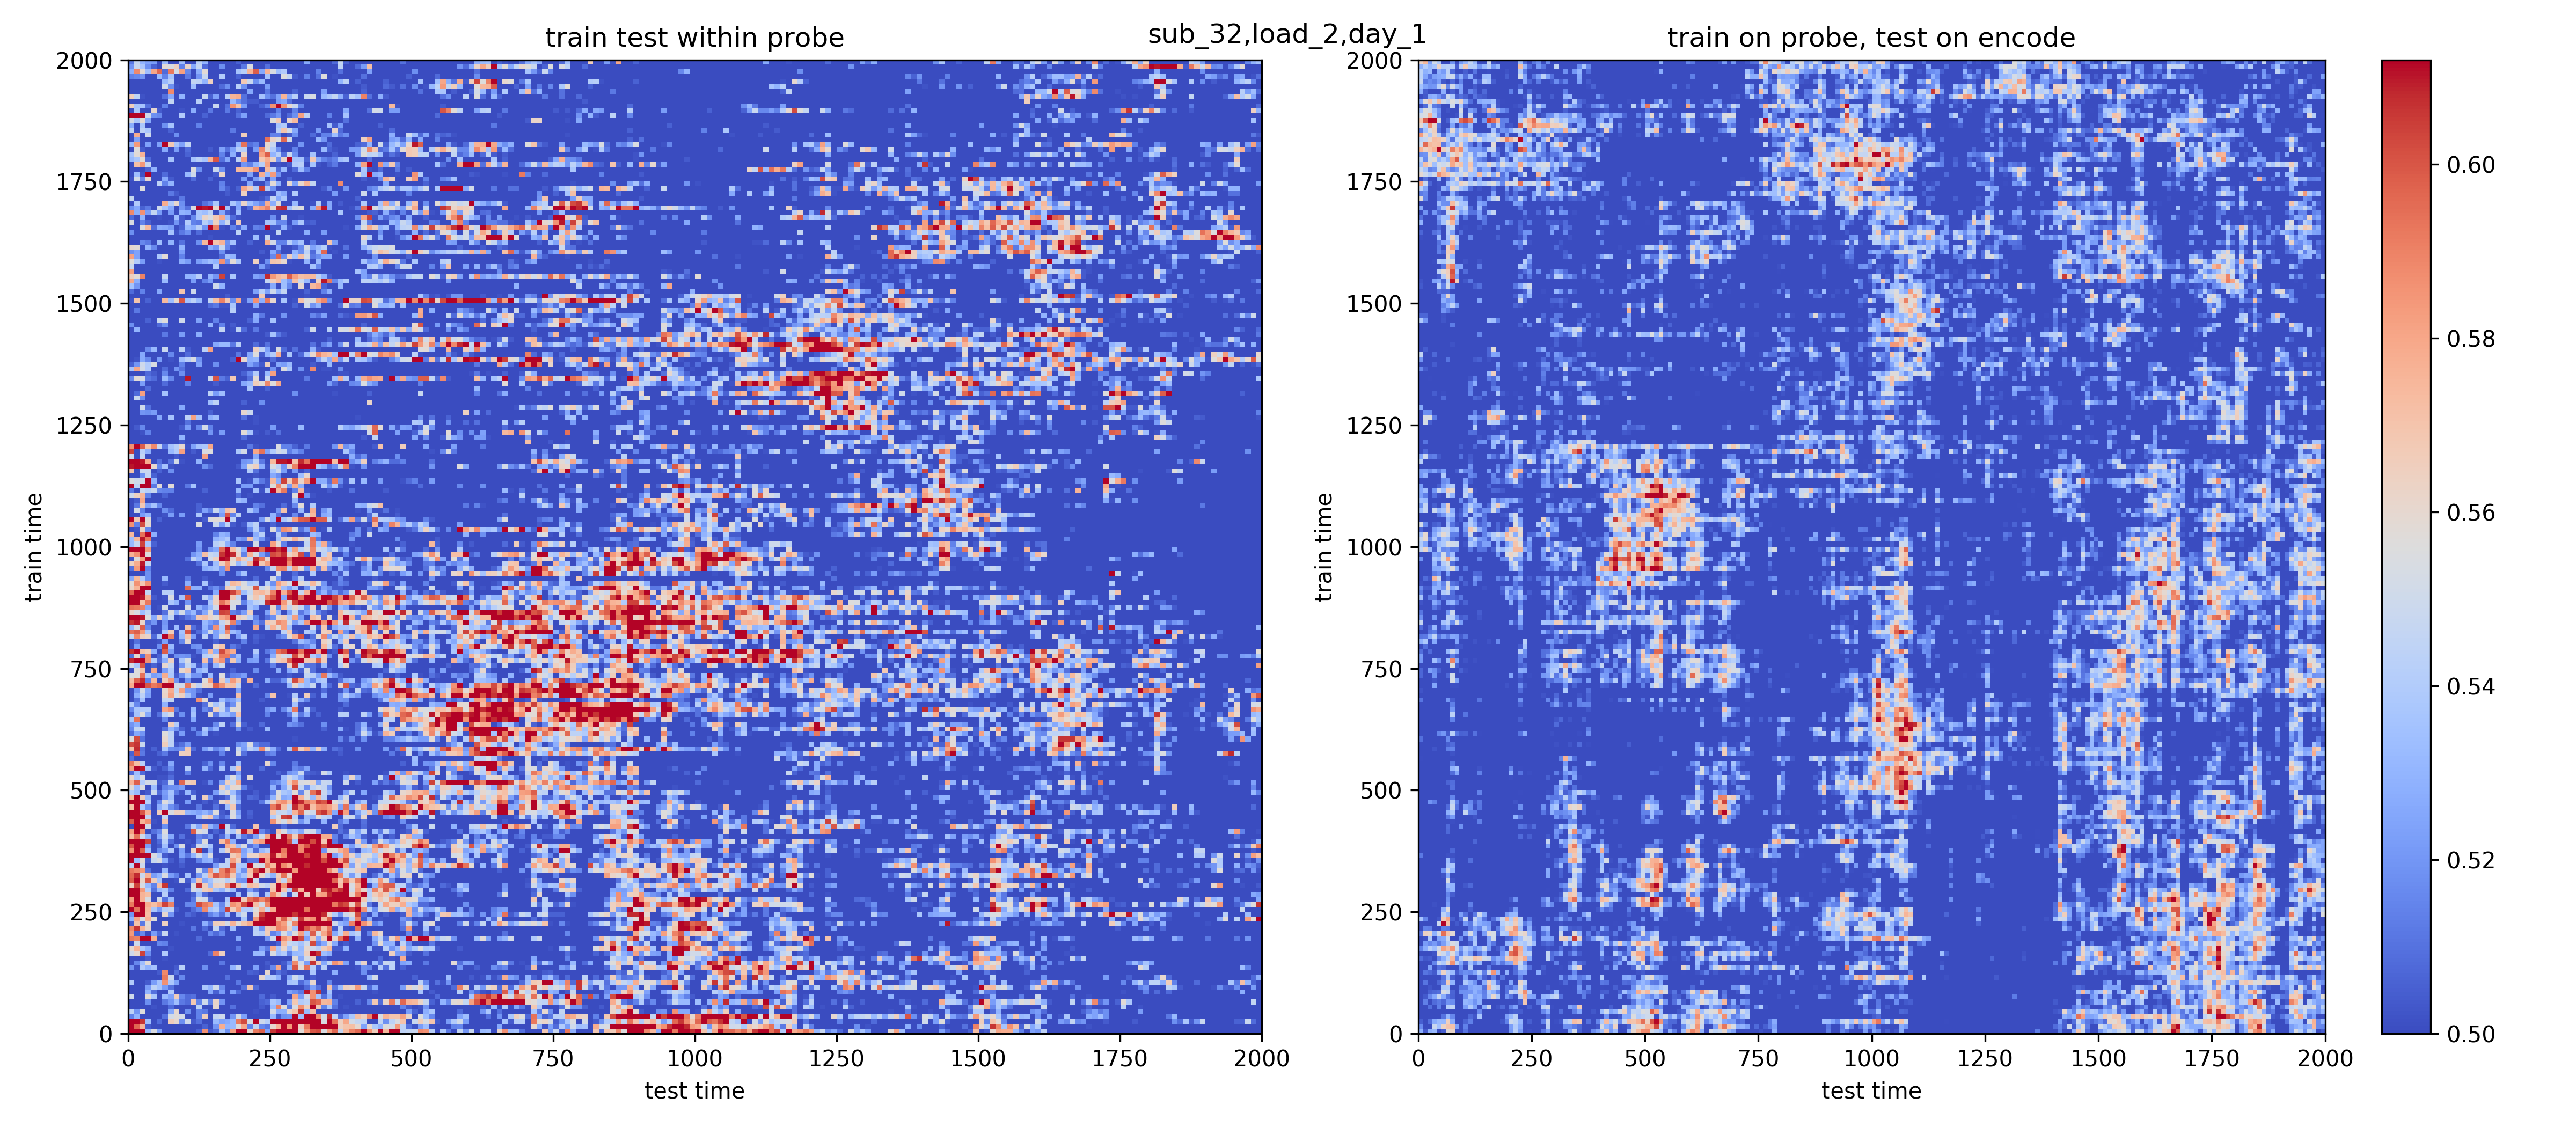 sub_32,load_2,day_1
train test within probe
train on probe, test on encode
2000
1750
1500
1250
1000
750
500
250
0
train time
0 250 500 750 1000 1250 1500 1750 2000
test time
2000
1750
1500
1250
1000
750
500
250
0
train time
0 250 500 750 1000 1250 1500 1750 2000
test time
0.60
0.58
0.56
0.54
0.52
0.50